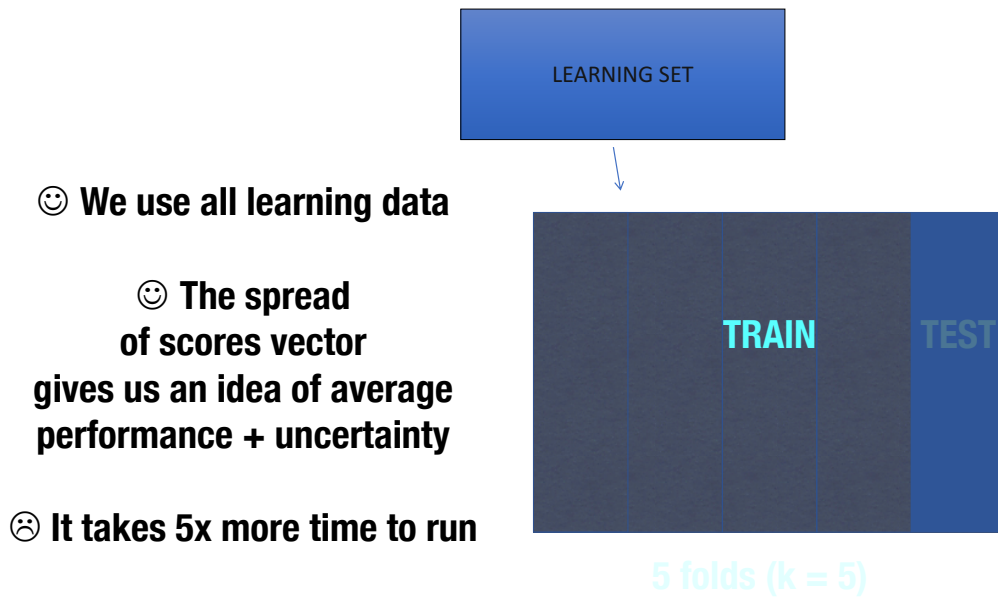 LEARNING SET
☺ We use all learning data
☺ The spread
of scores vector
gives us an idea of average
performance + uncertainty
☹ It takes 5x more time to run
TRAIN
TEST
5 folds (k = 5)